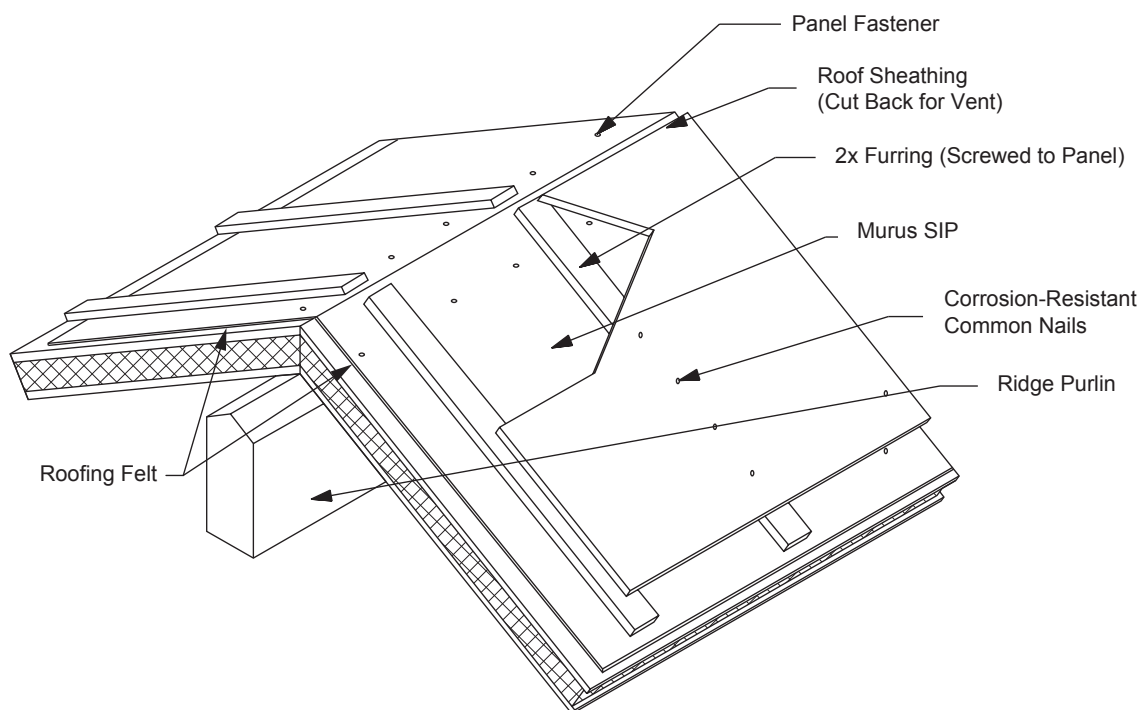 Panel Fastener
Roof Sheathing
(Cut Back for Vent)
2x Furring (Screwed to Panel)
Murus SIP
Corrosion-Resistant
Common Nails
Ridge Purlin
Roofing Felt